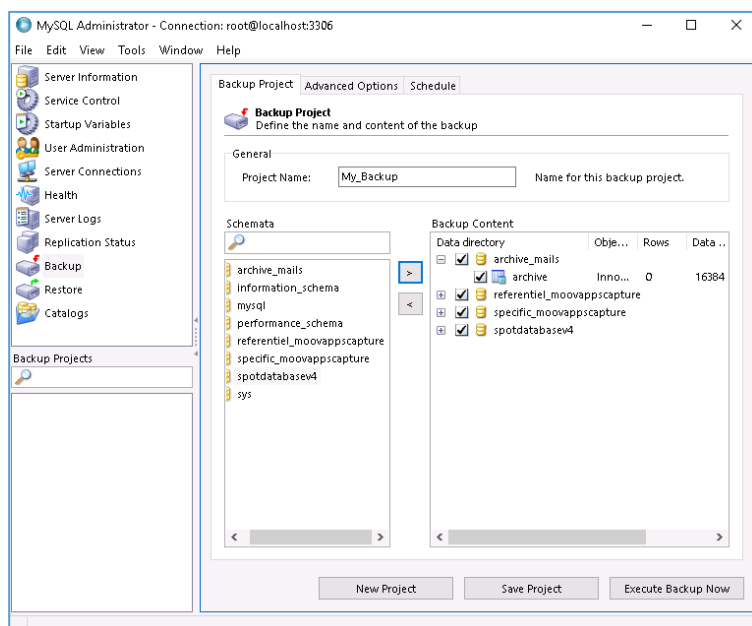 MySQL Administrator - Connection: root@localhost:3306
File Edit View Tools Window Help
Server Information
Service Control
Startup Variables
User Administration
Server Connections
Health
Server Logs
Replication Status
Backup
Restore
Catalogs
Backup Projects
Backup Project Advanced Options Schedule
Backup Project
Define the name and content of the backup
General
Project Name: My_Backup Name for this backup project.
Schemata
archive_mails
information_schema
mysql
performance_schema
referentiel_moovappscapture
specific_moovappscapture
spotdatabasev4
sys
>
<
Backup Content
Data directory Obje... Rows Data ..
archive_mails
archive Inno... 0 16384
referentiel_moovappscapture
specific_moovappscapture
spotdatabasev4
New Project Save Project Execute Backup Now